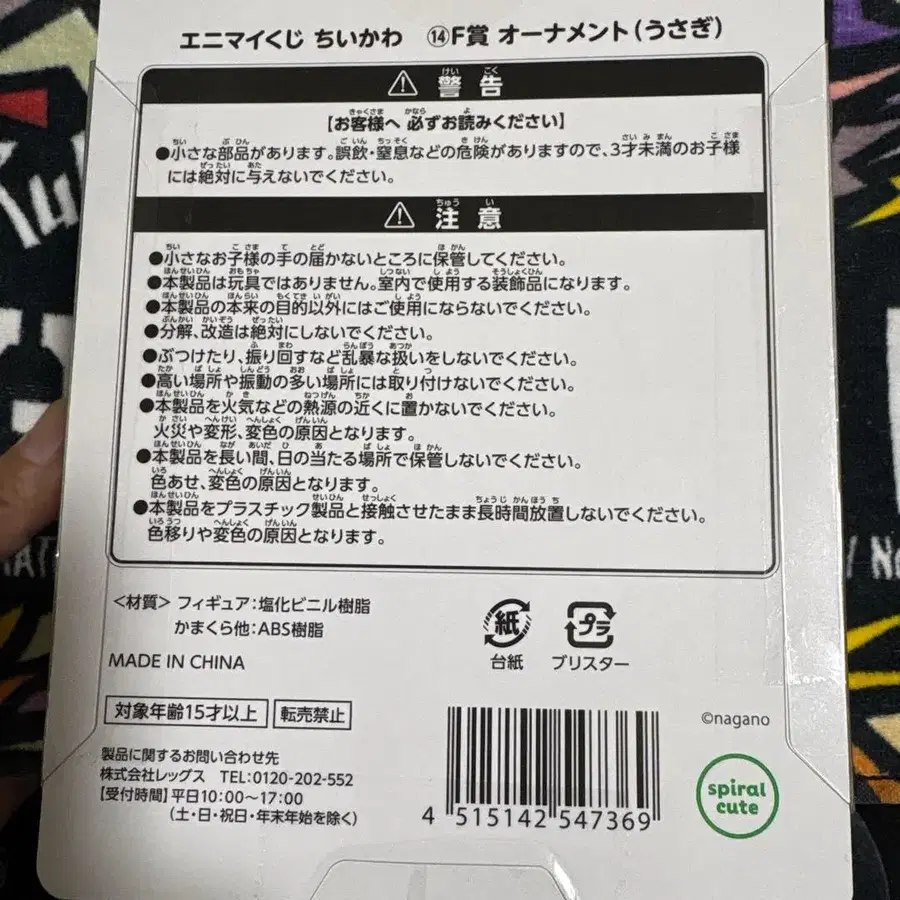 エニマイくじ ちいかわ ⑭F賞 オーナメント（うさぎ）
警告
【お客様へ 必ずお読みください】
●小さな部品があります。誤飲・窒息などの危険がありますので、3才未満のお子様
には絶対に与えないでください。
注意
●小さなお子様の手の届かないところに保管してください。
●本製品は玩具ではありません。室内で使用する装飾品になります。
●本製品の本来の目的以外にはご使用にならないでください。
●分解、改造は絶対にしないでください。
●ぶつけたり、振り回すなど乱暴な扱いをしないでください。
●高い場所や振動の多い場所には取り付けないでください。
●本製品を火気などの熱源の近くに置かないでください。
火災や変形、変色の原因となります。
●本製品を長い間、日の当たる場所で保管しないでください。
色あせ、変色の原因となります。
●本製品をプラスチック製品と接触させたまま長時間放置しないでください。
色移りや変色の原因となります。
＜材質＞ フィギュア：塩化ビニル樹脂
かまくら他：ABS樹脂
紙
台紙
プラ
ブリスター
MADE IN CHINA
対象年齢15才以上 転売禁止
©nagano
製品に関するお問い合わせ先
株式会社レッグス TEL：0120-202-552
【受付時間】平日10：00〜17：00
（土・日・祝日・年末年始を除く）
4 515142 547369
spiral
cute